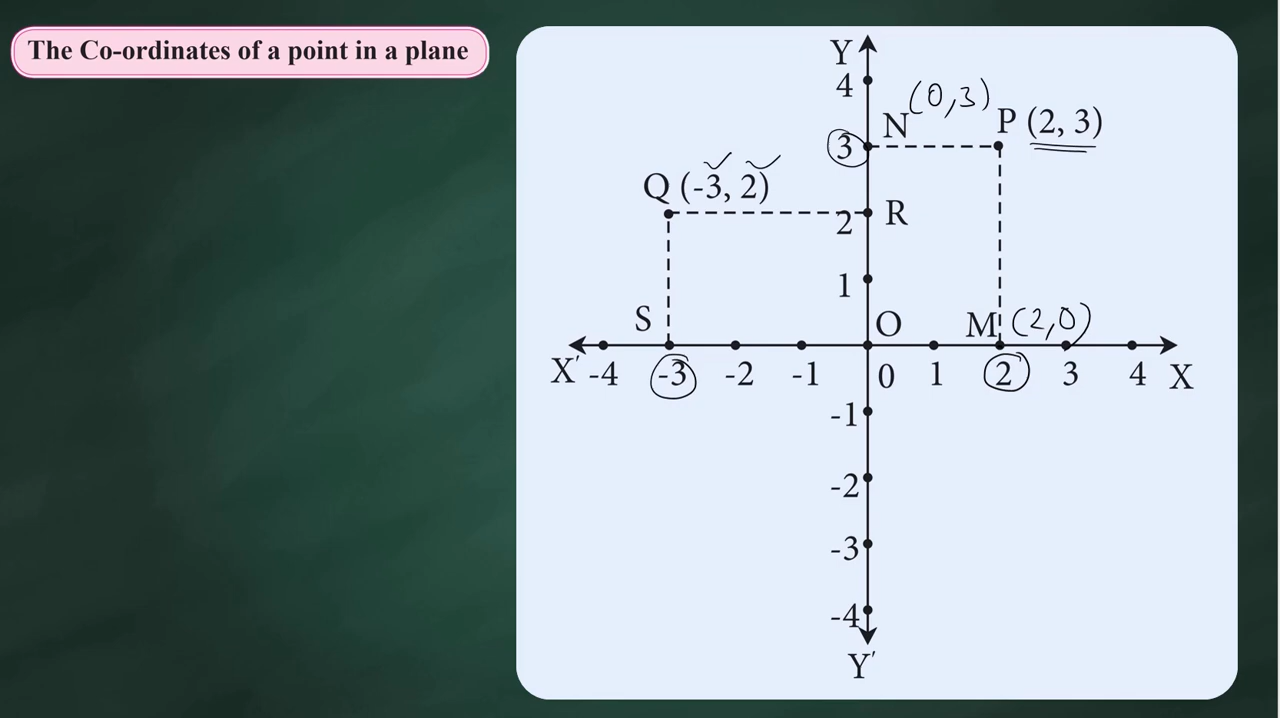 The Co-ordinates of a point in a plane
Y
4
(0,3)
N
P (2, 3)
3
Q (-3, 2)
2
R
1
S
O
M
(2,0)
X′ -4 -3 -2 -1 0 1 2 3 4 X
-1
-2
-3
-4
Y′